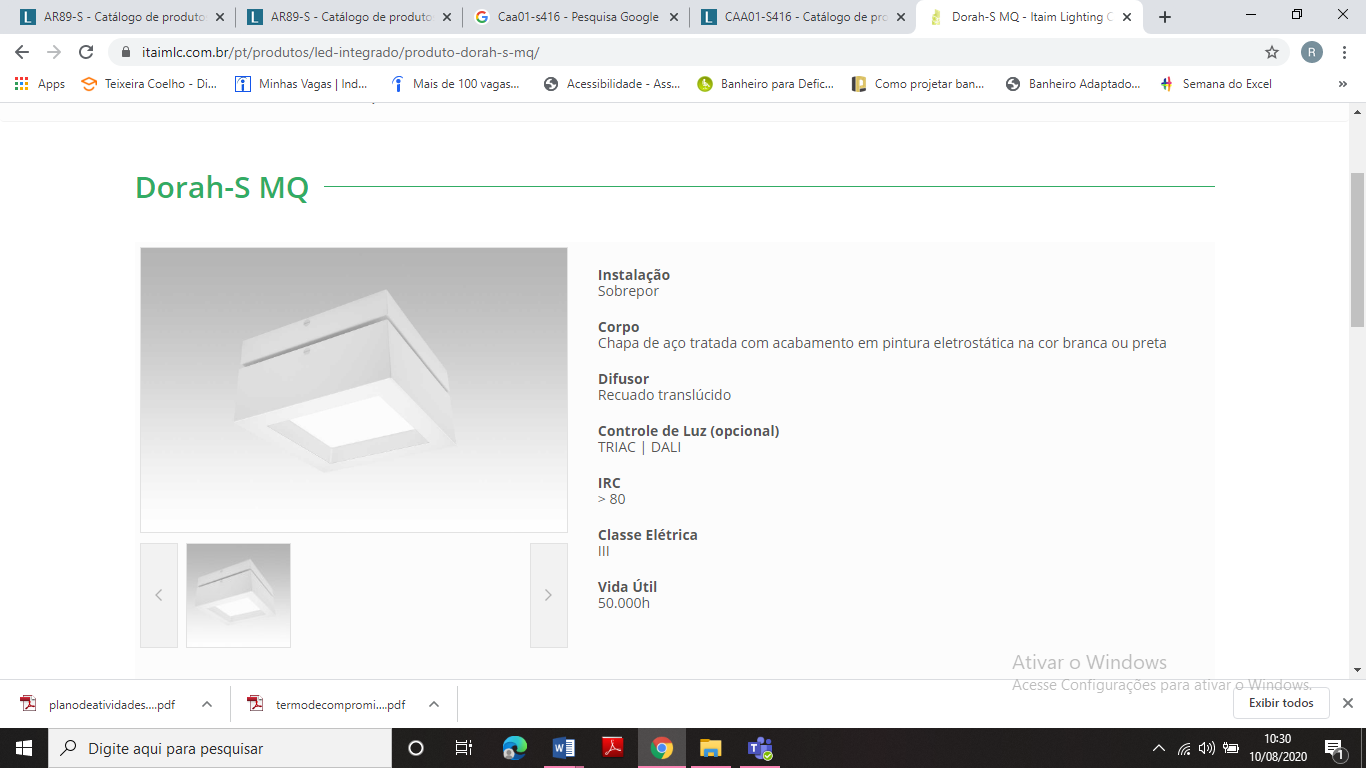 AR89-S - Catálogo de produto
AR89-S - Catálogo de produto
Caa01-s416 - Pesquisa Google
CAA01-S416 - Catálogo de pro
Dorah-S MQ - Itaim Lighting C
itaimlc.com.br/pt/produtos/led-integrado/produto-dorah-s-mq/
R
Apps
Teixeira Coelho - Di...
Minhas Vagas | Ind...
Mais de 100 vagas...
Acessibilidade - Ass...
Banheiro para Defic...
Como projetar ban...
Banheiro Adaptado...
Semana do Excel
»
Dorah-S MQ
Instalação
Sobrepor
Corpo
Chapa de aço tratada com acabamento em pintura eletrostática na cor branca ou preta
Difusor
Recuado translúcido
Controle de Luz (opcional)
TRIAC | DALI
IRC
> 80
Classe Elétrica
III
Vida Útil
50.000h
Ativar o Windows
Acesse Configurações para ativar o Windows.
planodeatividades....pdf
termodecompromi....pdf
Exibir todos
Digite aqui para pesquisar
10:30
10/08/2020
1